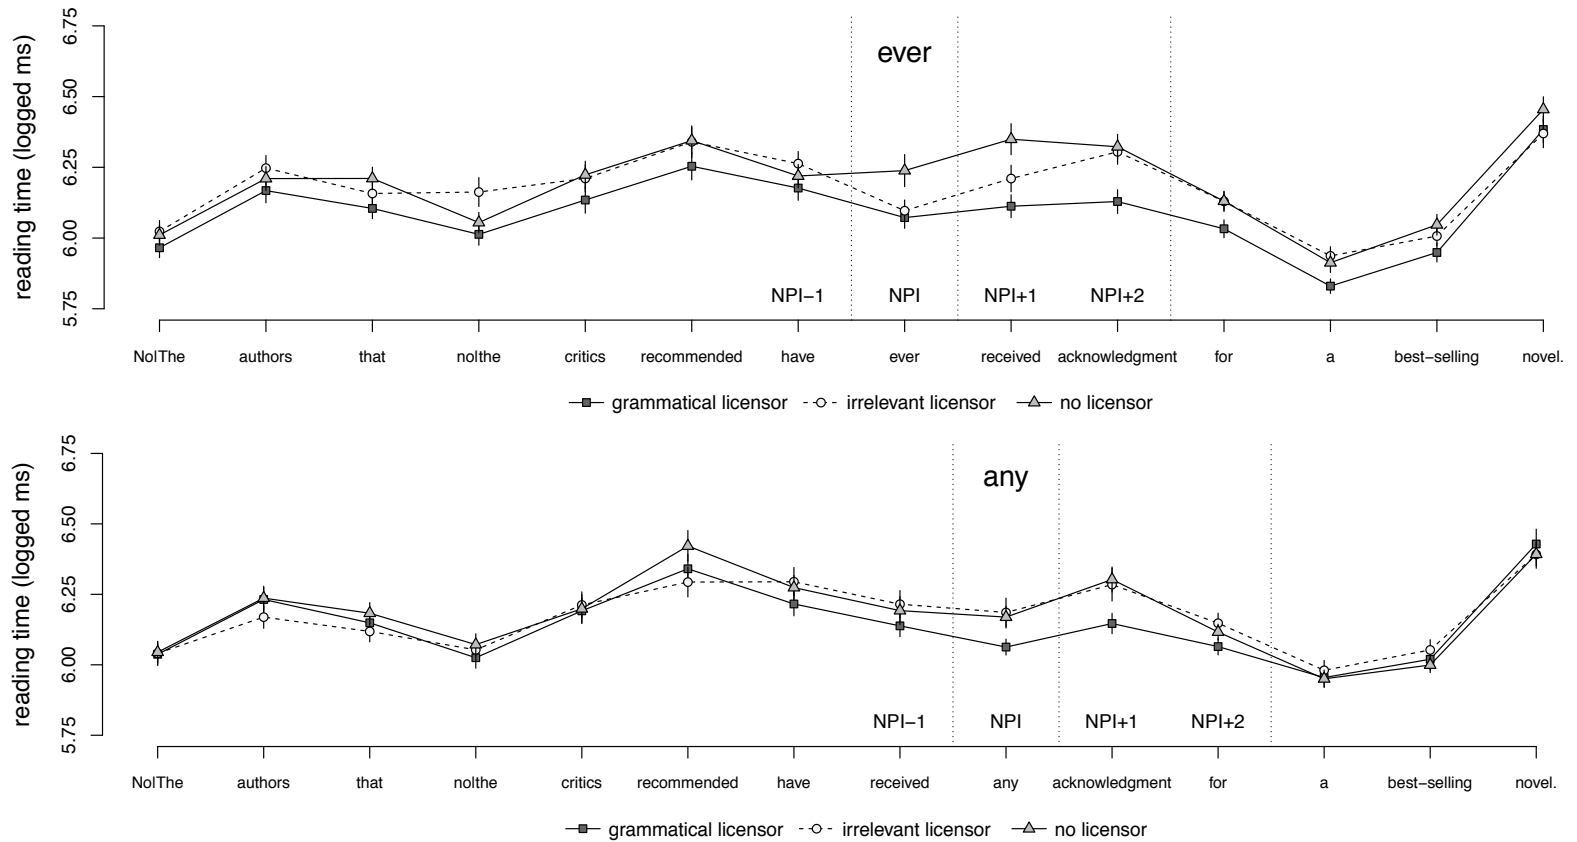 ever
reading time (logged ms)
6.75
6.50
6.25
6.00
5.75
NPI−1 NPI NPI+1 NPI+2
No|The authors that no|the critics recommended have ever received acknowledgment for a best−selling novel.
grammatical licensor irrelevant licensor no licensor
any
reading time (logged ms)
6.75
6.50
6.25
6.00
5.75
NPI−1 NPI NPI+1 NPI+2
No|The authors that no|the critics recommended have received any acknowledgment for a best−selling novel.
grammatical licensor irrelevant licensor no licensor